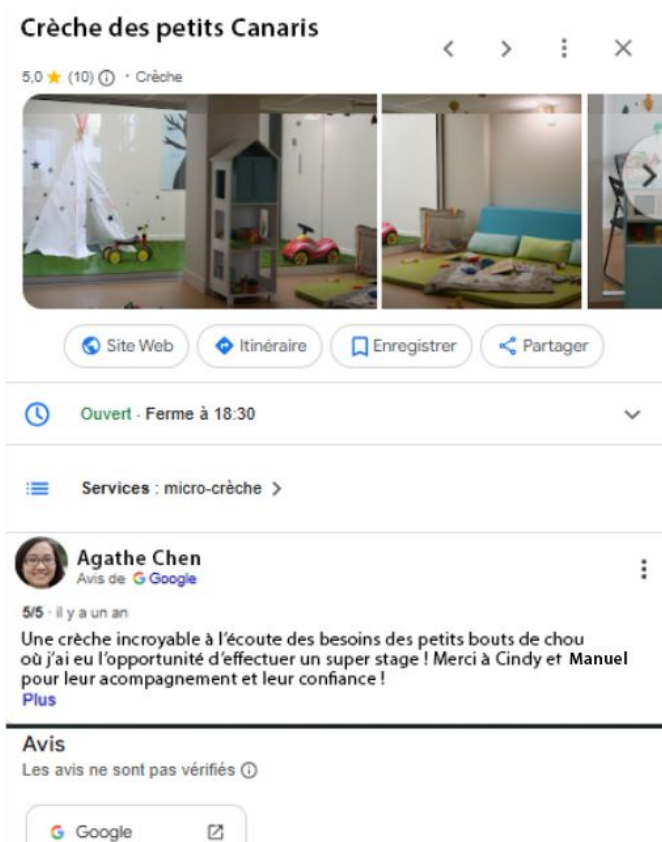 Crèche des petits Canaris
5,0 ★ (10) · Crèche
Site Web
Itinéraire
Enregistrer
Partager
Ouvert · Ferme à 18:30
Services : micro-crèche
Agathe Chen
Avis de Google
5/5 · il y a un an
Une crèche incroyable à l'écoute des besoins des petits bouts de chou
où j'ai eu l'opportunité d'effectuer un super stage ! Merci à Cindy et Manuel
pour leur acompagnement et leur confiance !
Plus
Avis
Les avis ne sont pas vérifiés
Google